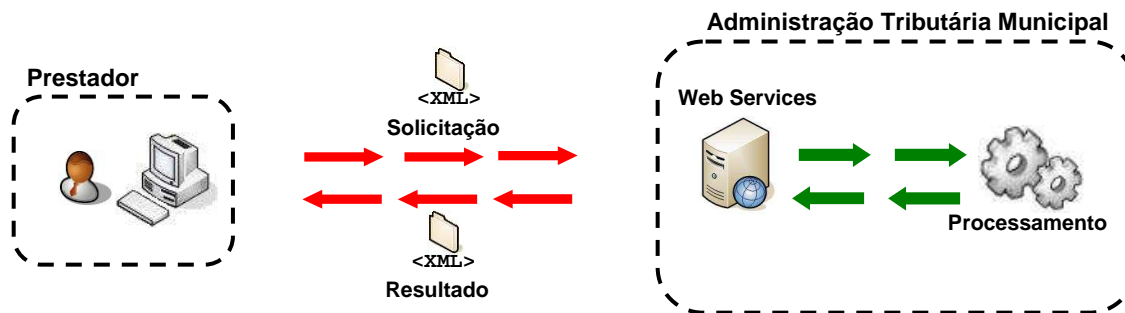 Administração Tributária Municipal
Prestador
<XML>
Solicitação
Web Services
Processamento
<XML>
Resultado